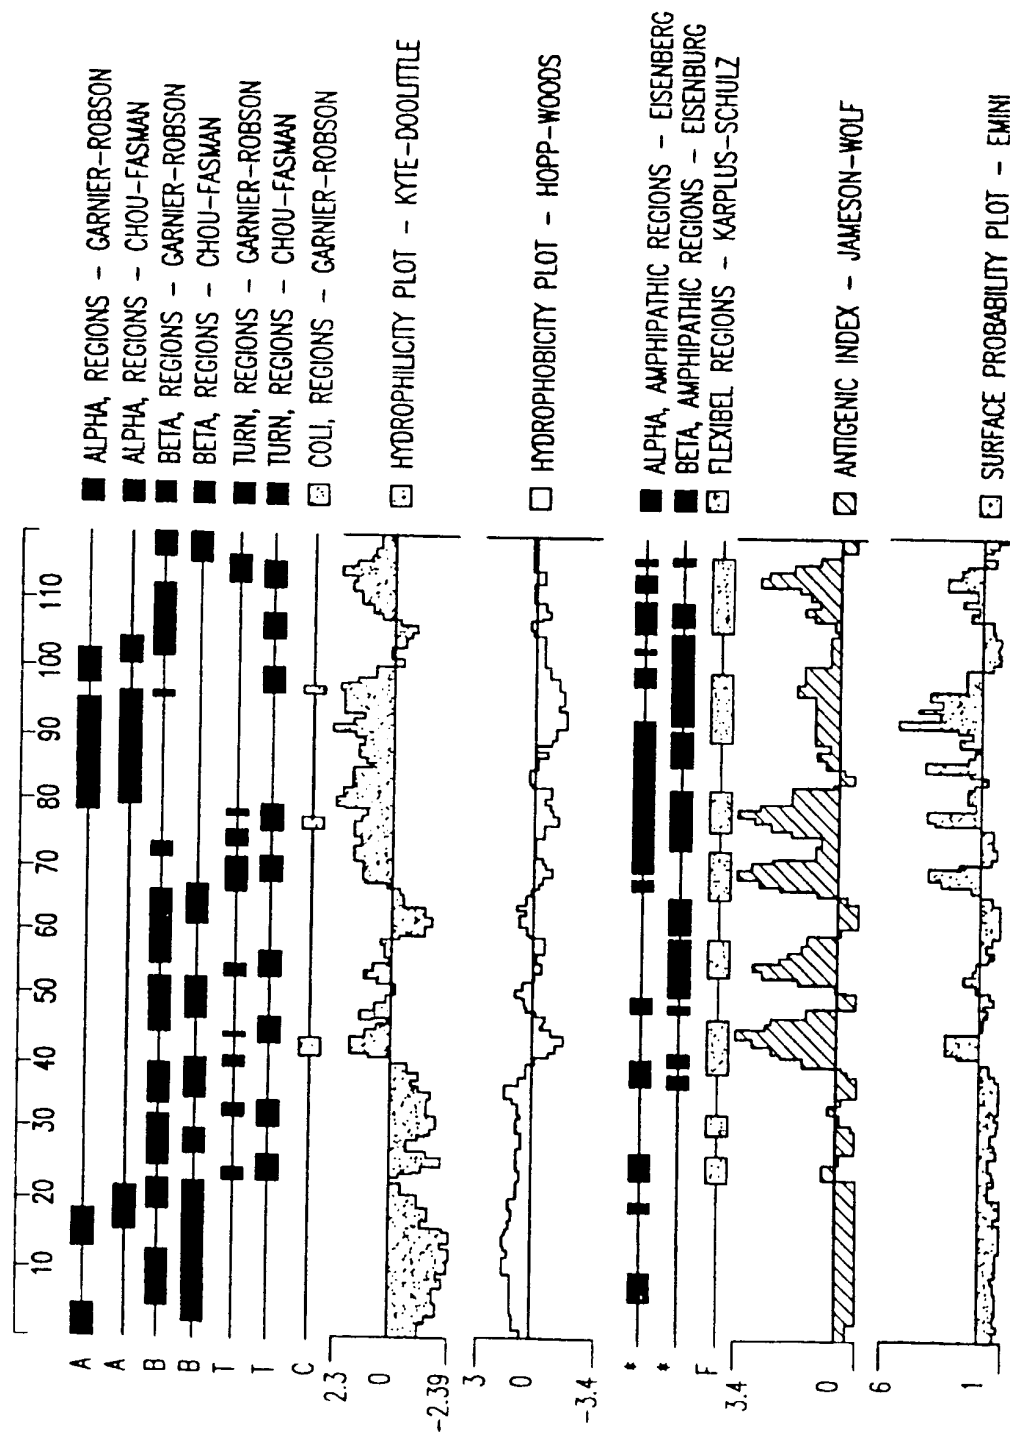 10 20 30 40 50 60 70 80 90 100 110
A ALPHA, REGIONS - GARNIER-ROBSON
A ALPHA, REGIONS - CHOU-FASMAN
B BETA, REGIONS - GARNIER-ROBSON
B BETA, REGIONS - CHOU-FASMAN
T TURN, REGIONS - GARNIER-ROBSON
T TURN, REGIONS - CHOU-FASMAN
C COLI, REGIONS - GARNIER-ROBSON
2.3
0 HYDROPHILICITY PLOT - KYTE-DOOLITTLE
-2.39
3
0 HYDROPHOBICITY PLOT - HOPP-WOODS
-3.4
* ALPHA, AMPHIPATHIC REGIONS - EISENBERG
* BETA, AMPHIPATHIC REGIONS - EISENBURG
F FLEXIBEL REGIONS - KARPLUS-SCHULZ
3.4
0 ANTIGENIC INDEX - JAMESON-WOLF
6
1 SURFACE PROBABILITY PLOT - EMINI